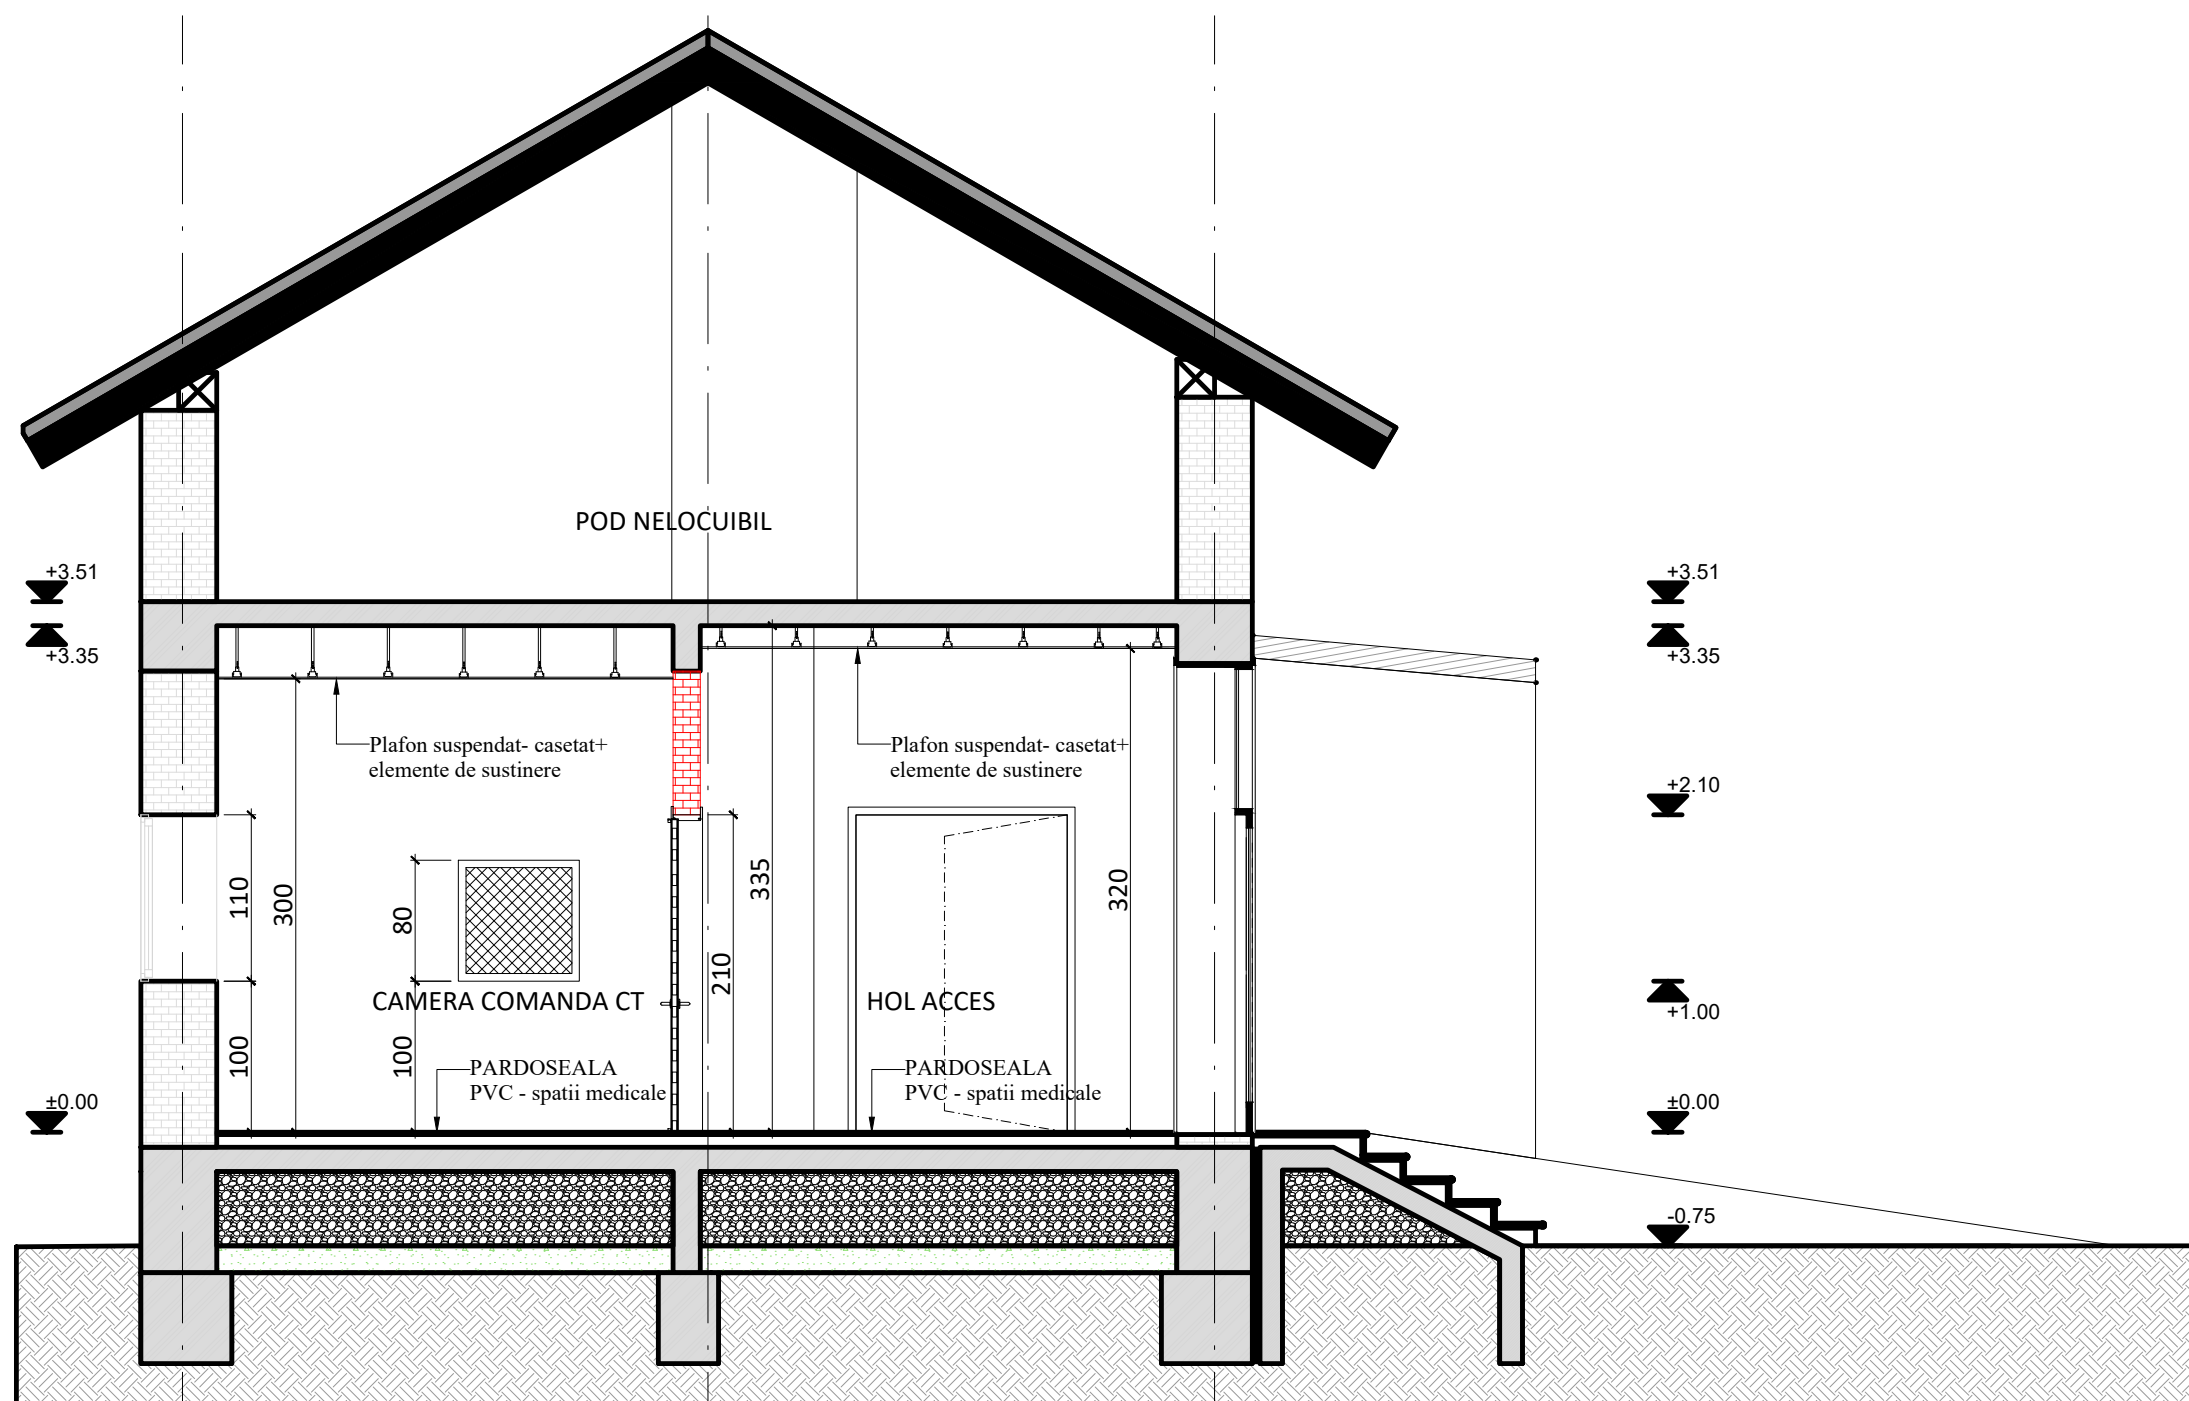 POD NELOCUIBIL
+3.51
+3.51
+3.35
+3.35
Plafon suspendat- casetat+
elemente de sustinere
Plafon suspendat- casetat+
elemente de sustinere
+2.10
110
300
80
335
320
210
CAMERA COMANDA CT
HOL ACCES
+1.00
100
100
PARDOSEALA
PVC - spatii medicale
PARDOSEALA
PVC - spatii medicale
±0.00
±0.00
-0.75